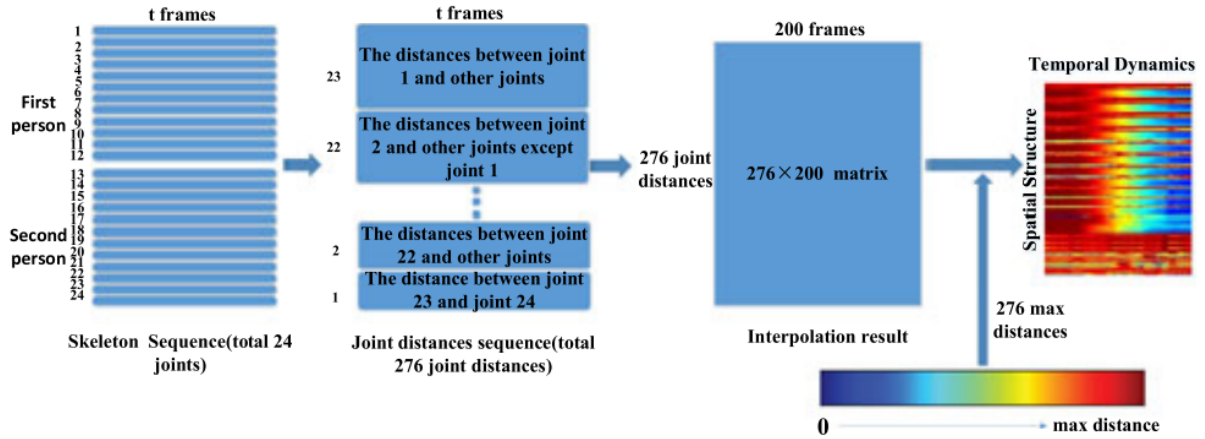 t frames
1
2
3
4
5
6
7
8
9
10
11
12
First
person
13
14
15
16
17
18
19
20
21
22
23
24
Second
person
Skeleton Sequence(total 24
joints)
t frames
23
The distances between joint
1 and other joints
22
The distances between joint
2 and other joints except
joint 1
2
The distances between joint
22 and other joints
1
The distance between joint
23 and joint 24
Joint distances sequence(total
276 joint distances)
276 joint
distances
200 frames
276×200 matrix
Interpolation result
Temporal Dynamics
Spatial Structure
276 max
distances
0
max distance